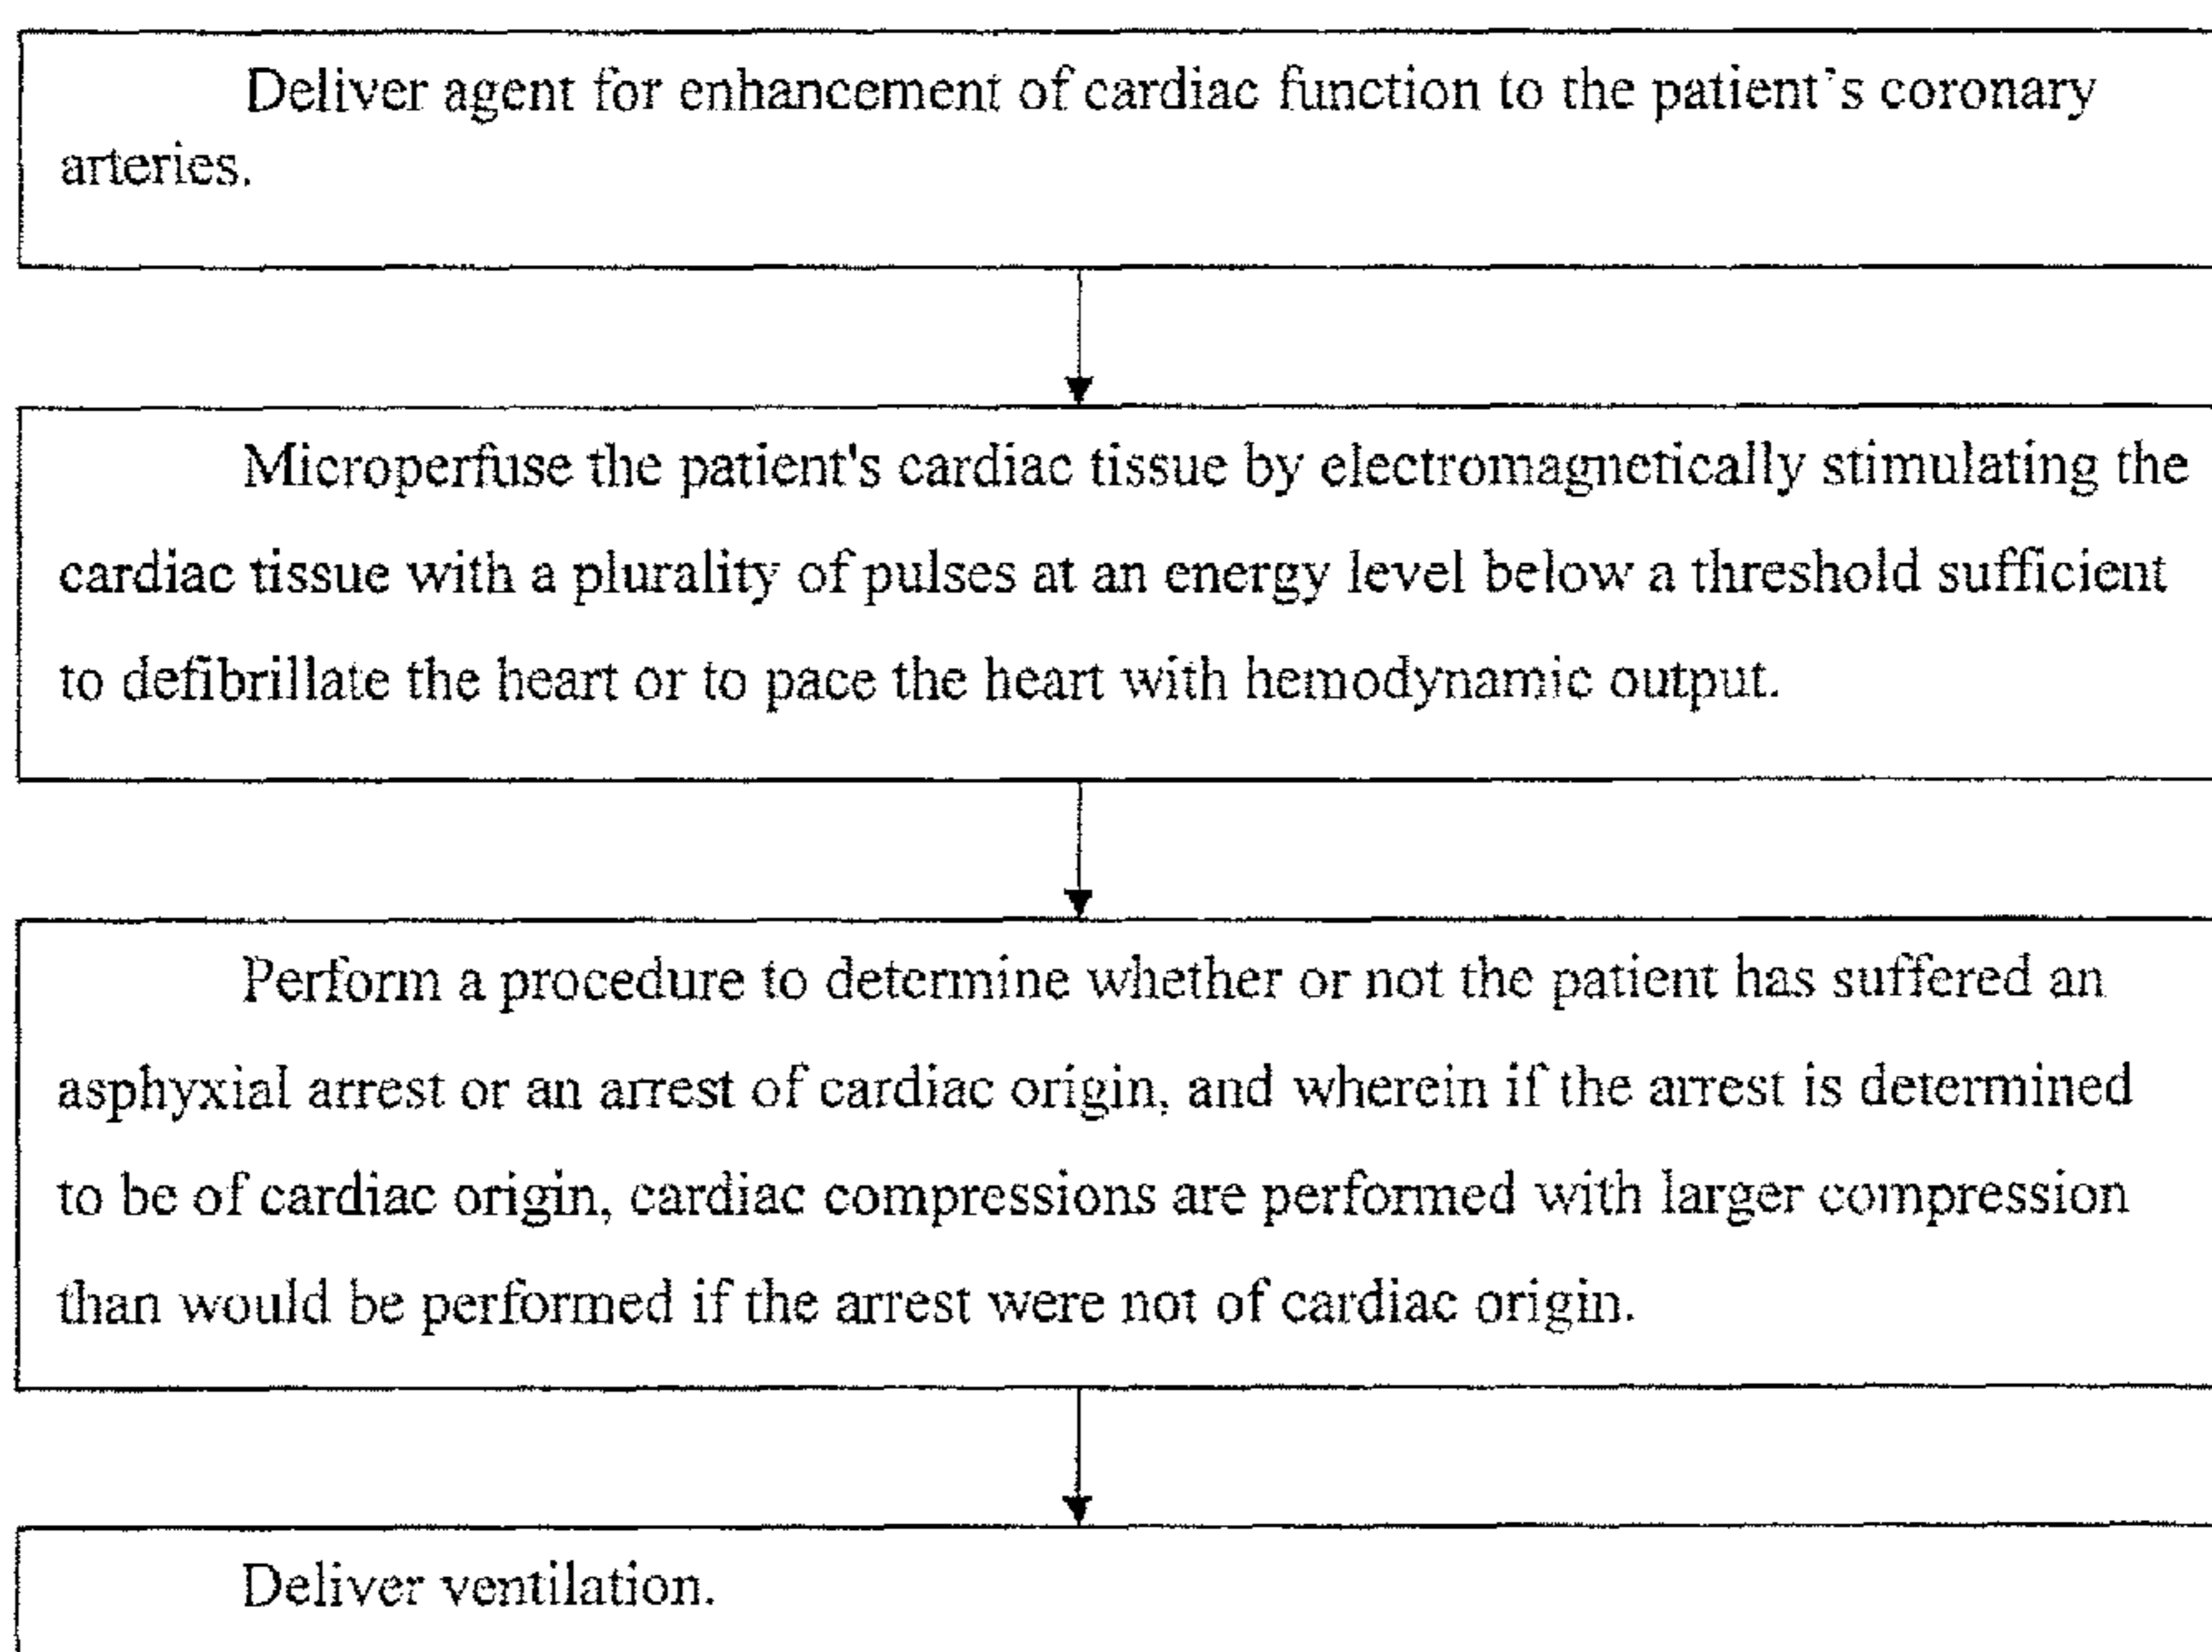 Deliver agent for enhancement of cardiac function to the patient's coronary
arteries.
Microperfuse the patient's cardiac tissue by electromagnetically stimulating the
cardiac tissue with a plurality of pulses at an energy level below a threshold sufficient
to defibrillate the heart or to pace the heart with hemodynamic output.
Perform a procedure to determine whether or not the patient has suffered an
asphyxial arrest or an arrest of cardiac origin, and wherein if the arrest is determined
to be of cardiac origin, cardiac compressions are performed with larger compression
than would be performed if the arrest were not of cardiac origin.
Deliver ventilation.